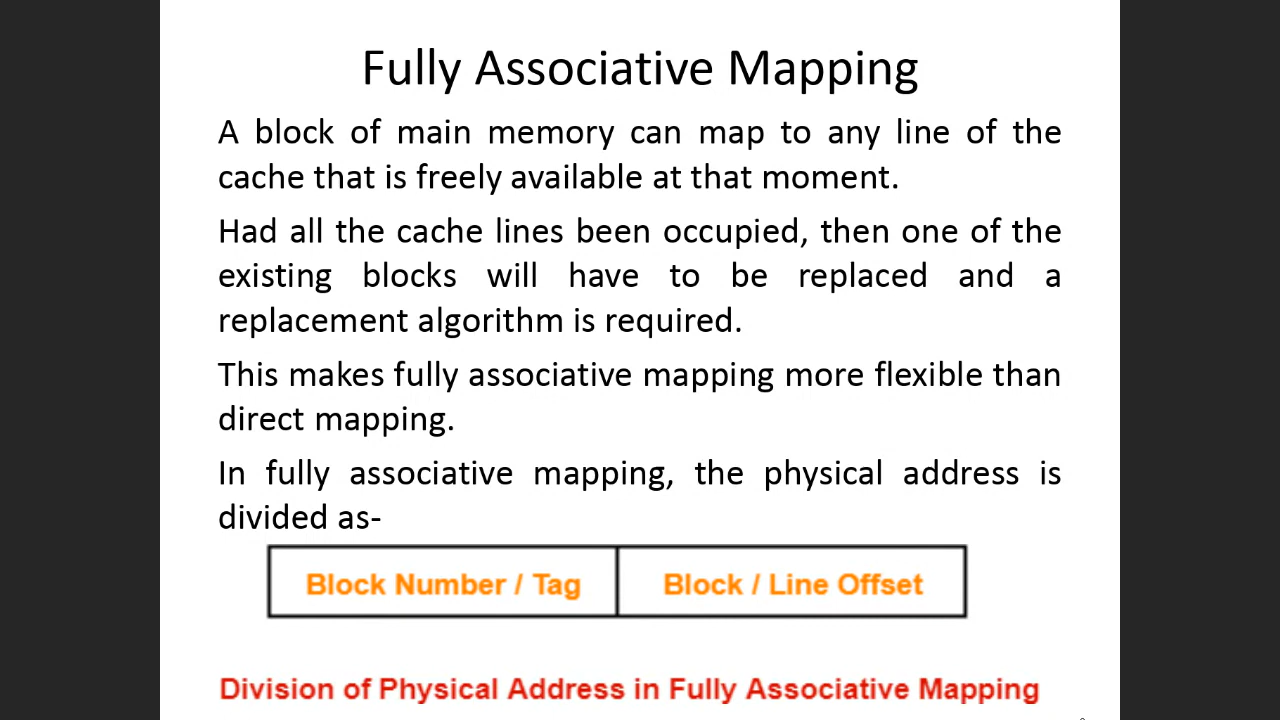 Fully Associative Mapping
A block of main memory can map to any line of the
cache that is freely available at that moment.
Had all the cache lines been occupied, then one of the
existing blocks will have to be replaced and a
replacement algorithm is required.
This makes fully associative mapping more flexible than
direct mapping.
In fully associative mapping, the physical address is
divided as-
Block Number / Tag Block / Line Offset
Division of Physical Address in Fully Associative Mapping